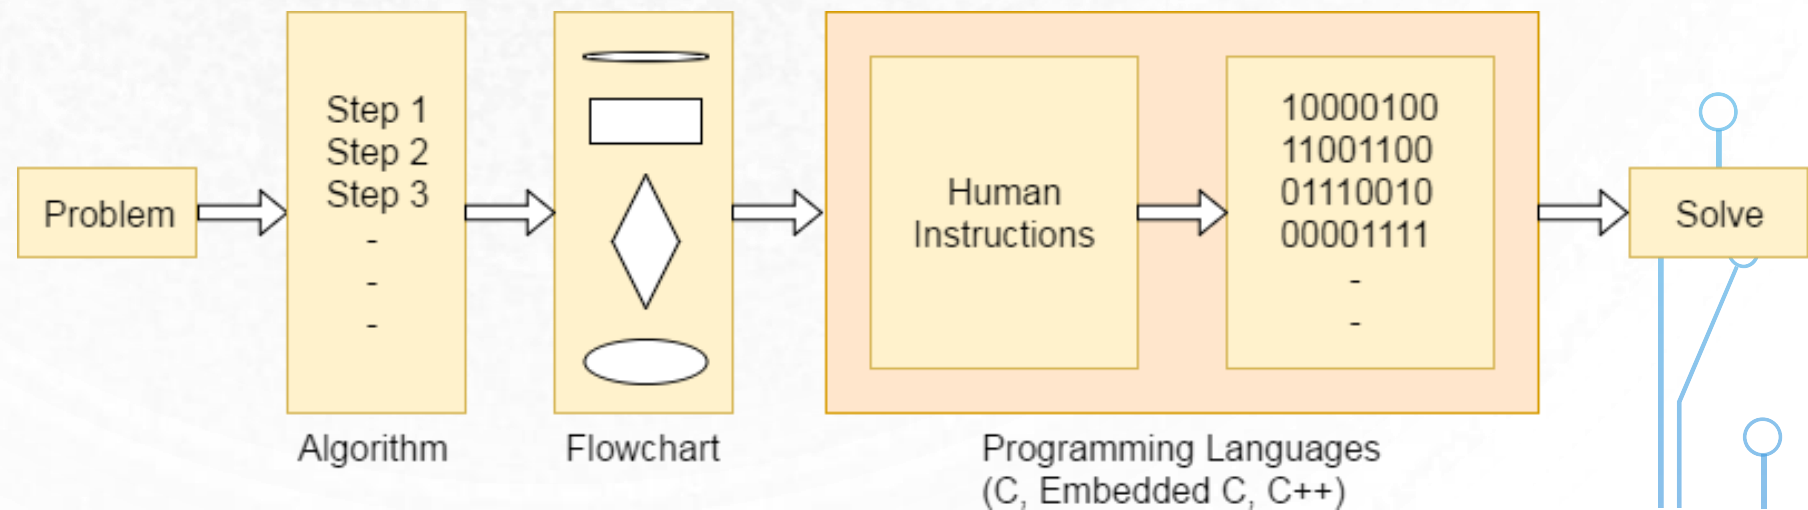 Problem
Step 1
Step 2
Step 3
-
-
-
Algorithm
Flowchart
Human
Instructions
10000100
11001100
01110010
00001111
-
-
Programming Languages
(C, Embedded C, C++)
Solve